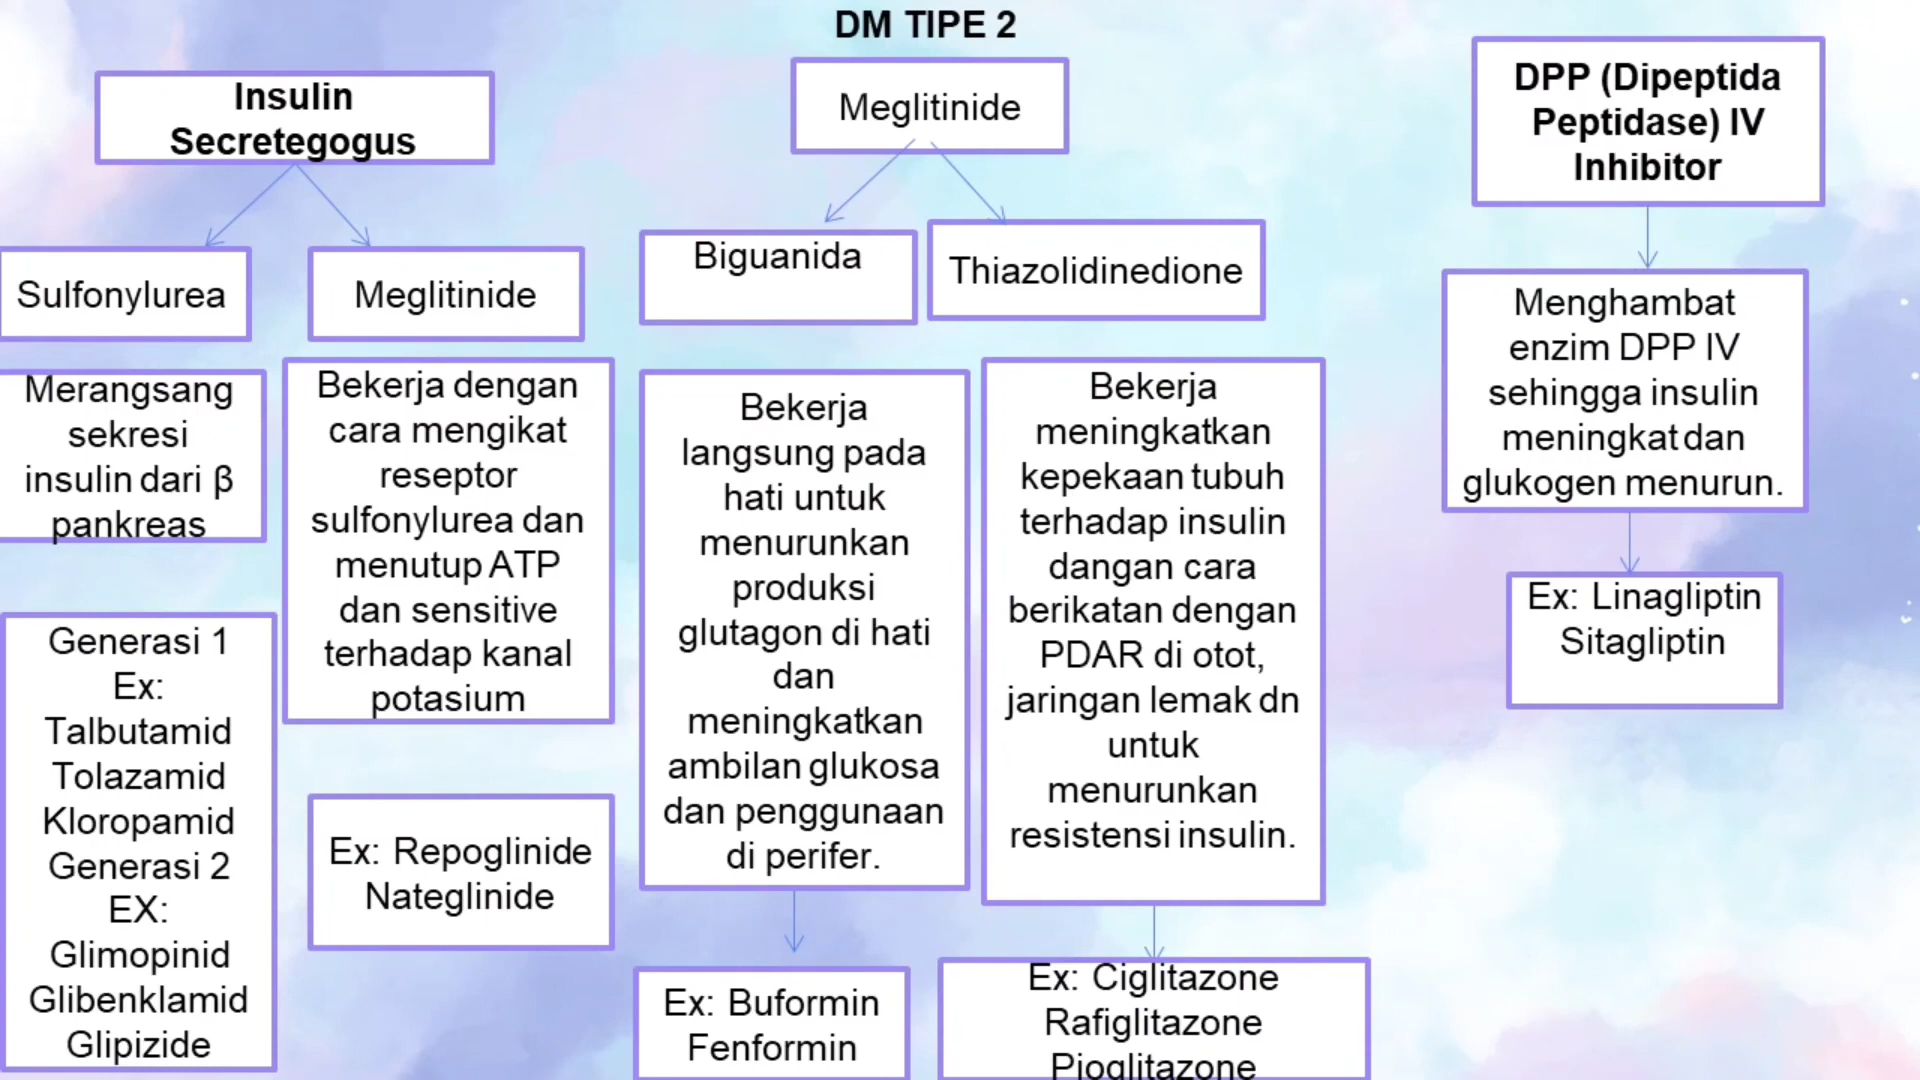 DM TIPE 2
Insulin
Secretegogus
Sulfonylurea
Merangsang
sekresi
insulin dari β
pankreas
Generasi 1
Ex:
Talbutamid
Tolazamid
Kloropamid
Generasi 2
EX:
Glimopinid
Glibenklamid
Glipizide
Meglitinide
Bekerja dengan
cara mengikat
reseptor
sulfonylurea dan
menutup ATP
dan sensitive
terhadap kanal
potasium
Ex: Repoglinide
Nateglinide
Meglitinide
Biguanida
Bekerja
langsung pada
hati untuk
menurunkan
produksi
glutagon di hati
dan
meningkatkan
ambilan glukosa
dan penggunaan
di perifer.
Ex: Buformin
Fenformin
Thiazolidinedione
Bekerja
meningkatkan
kepekaan tubuh
terhadap insulin
dangan cara
berikatan dengan
PDAR di otot,
jaringan lemak dn
untuk
menurunkan
resistensi insulin.
Ex: Ciglitazone
Rafiglitazone
Pioglitazone
DPP (Dipeptida
Peptidase) IV
Inhibitor
Menghambat
enzim DPP IV
sehingga insulin
meningkat dan
glukogen menurun.
Ex: Linagliptin
Sitagliptin